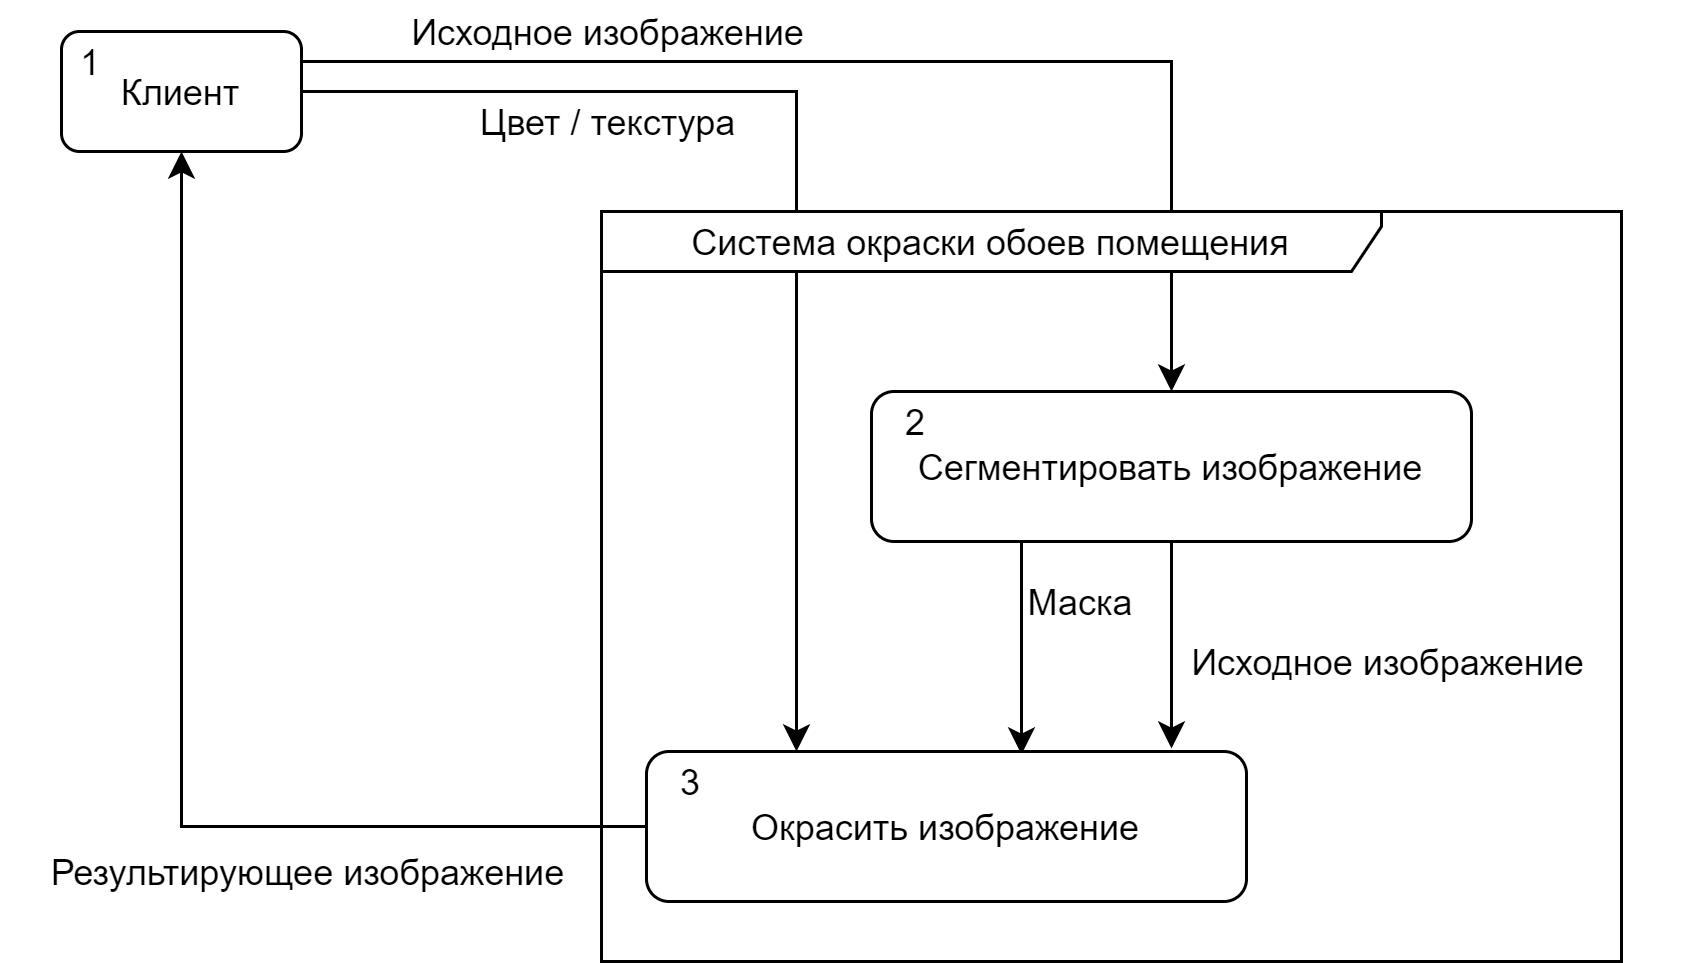 Исходное изображение
1
Клиент
Цвет / текстура
Система окраски обоев помещения
2
Сегментировать изображение
Маска
Исходное изображение
3
Окрасить изображение
Результирующее изображение